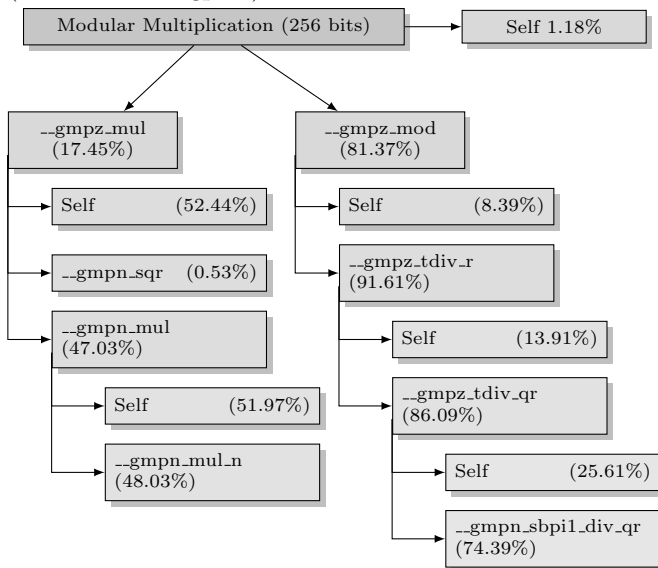 Modular Multiplication (256 bits)
Self 1.18%
__gmpz_mul
(17.45%)
__gmpz_mod
(81.37%)
Self (52.44%)
Self (8.39%)
__gmpn_sqr (0.53%)
__gmpz_tdiv_r
(91.61%)
__gmpn_mul
(47.03%)
Self (13.91%)
Self (51.97%)
__gmpz_tdiv_qr
(86.09%)
__gmpn_mul_n
(48.03%)
Self (25.61%)
__gmpn_sbpi1_div_qr
(74.39%)